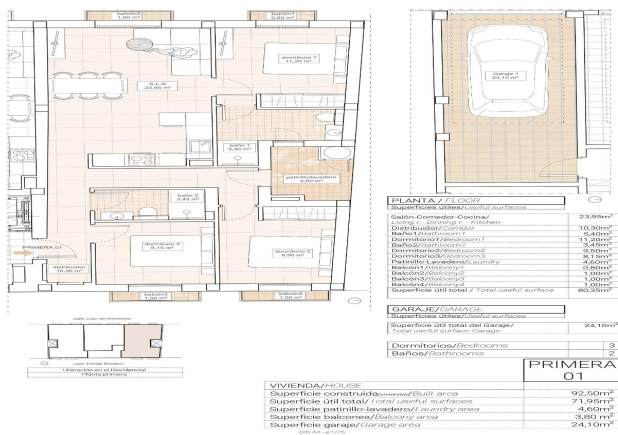 balcón2
1,00 m²
balcón1
0,80 m²
dormitorio 1
11,20 m²
S.L.K
23,95 m²
baño 1
5,40 m²
patinillo/lavadero
4,60 m²
baño 2
3,45 m²
PRIMERA 01
distribuidor
10,30 m²
dormitorio 3
8,15 m²
dormitorio 2
9,50 m²
balcón3
1,00 m²
balcón4
1,00 m²
Garaje 1
24,10 m²
Ubicación en el Residencial
Planta primera
PLANTA / FLOOR
Superficies útiles/Useful surfaces
Salón-Comedor-Cocina/ 23,95m²
Living r. - Dinning r. - Kitchen
Distribuidor/Corridor 10,30m²
Baño1/Bathroom1 5,40m²
Dormitorio1/Bedroom1 11,20m²
Baño2/Bathroom2 3,45m²
Dormitorio2/Bedroom2 9,50m²
Dormitorio3/Bedroom3 8,15m²
Patinillo-Lavadero/Laundry 4,60m²
Balcón1/Balcony1 0,80m²
Balcón2/Balcony2 1,00m²
Balcón3/Balcony3 1,00m²
Balcón4/Balcony4 1,00m²
Superficie útil total / Total useful surface 80,35m²
GARAJE/GARAGE
Superficies útiles/Useful surfaces
Superficie útil total del Garaje/ 24,10m²
Total useful surface Garage
Dormitorios/Bedrooms 3
Baños/Bathrooms 2
PRIMERA
01
VIVIENDA/HOUSE
Superficie construida(vivienda)/Built area 92,50m²
Superficie útil total/Total useful surfaces 71,95m²
Superficie patinillo-lavadero/Laundry area 4,60m²
Superficie balcones/Balcony area 3,80 m²
Superficie garaje/Garage area 24,10m²
DIN A4 - e:1/75